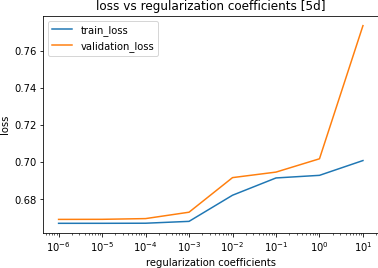 loss vs regularization coefficients [5d]
train_loss
validation_loss
0.76
0.74
0.72
0.70
0.68
loss
10⁻⁶ 10⁻⁵ 10⁻⁴ 10⁻³ 10⁻² 10⁻¹ 10⁰ 10¹
regularization coefficients